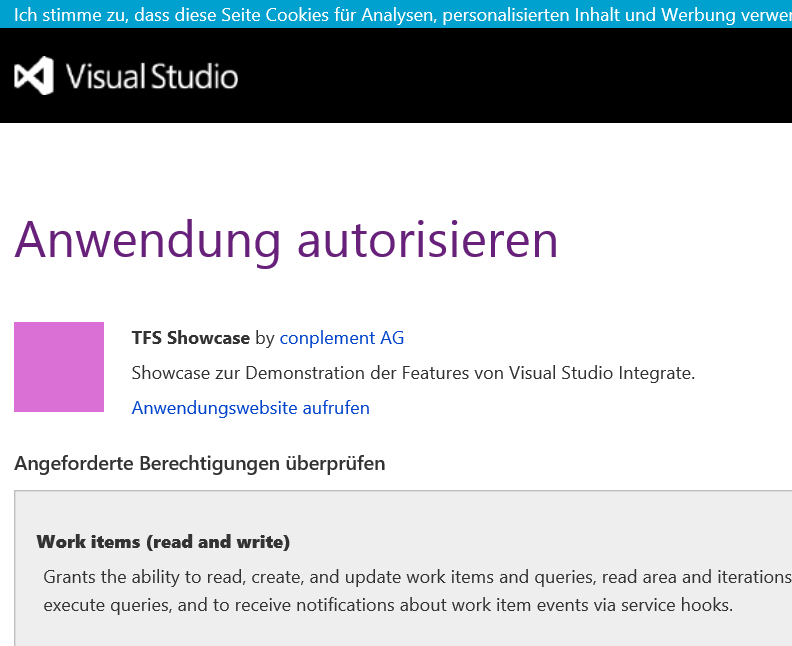 Ich stimme zu, dass diese Seite Cookies für Analysen, personalisierten Inhalt und Werbung
Visual Studio
Anwendung autorisieren
TFS Showcase by conplement AG
Showcase zur Demonstration der Features von Visual Studio Integrate.
Anwendungswebsite aufrufen
Angeforderte Berechtigungen überprüfen
Work items (read and write)
Grants the ability to read, create, and update work items and queries, read area and iterations
execute queries, and to receive notifications about work item events via service hooks.